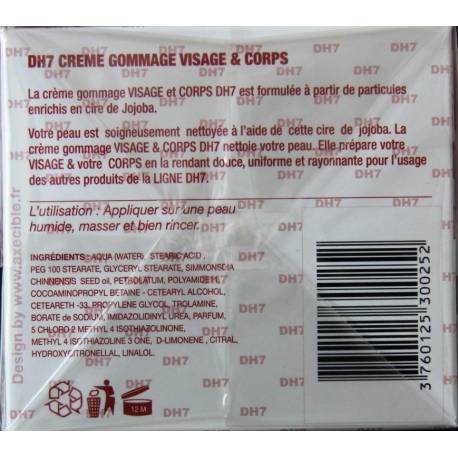 DH7 CREME GOMMAGE VISAGE & CORPS
La crème gommage VISAGE et CORPS DH7 est formulée à partir de particules
enrichis en cire de Jojoba.
Votre peau est soigneusement nettoyée à l'aide de cette cire de jojoba. La
crème gommage VISAGE & CORPS DH7 nettoie votre peau. Elle prépare votre
VISAGE & votre CORPS en la rendant douce, uniforme et rayonnante pour l'usage
des autres produits de la LIGNE DH7.
L'utilisation : Appliquer sur une peau
humide, masser et bien rincer.
INGRÉDIENTS: AQUA (WATER), STEARIC ACID,
PEG 100 STEARATE, GLYCERYL STEARATE, SIMMONSDIA
CHINNENSIS SEED oil, PETROLATUM, POLYAMIDE11,
COCOAMINOPROPYL BETAINE - CETEARYL ALCOHOL,
CETEARETH -33, PROPYLENE GLYCOL, TROLAMINE,
BORATE de SODIUM, IMIDAZOLIDINYL UREA, PARFUM,
5 CHLORO 2 METHYL 4 ISOTHIAZOLINONE,
METHYL 4 ISOTHIAZOLINE 3 ONE, D-LIMONENE, CITRAL,
HYDROXYCITRONELLAL, LINALOL.
12 M
Design by www.axecible.fr
3760125300252